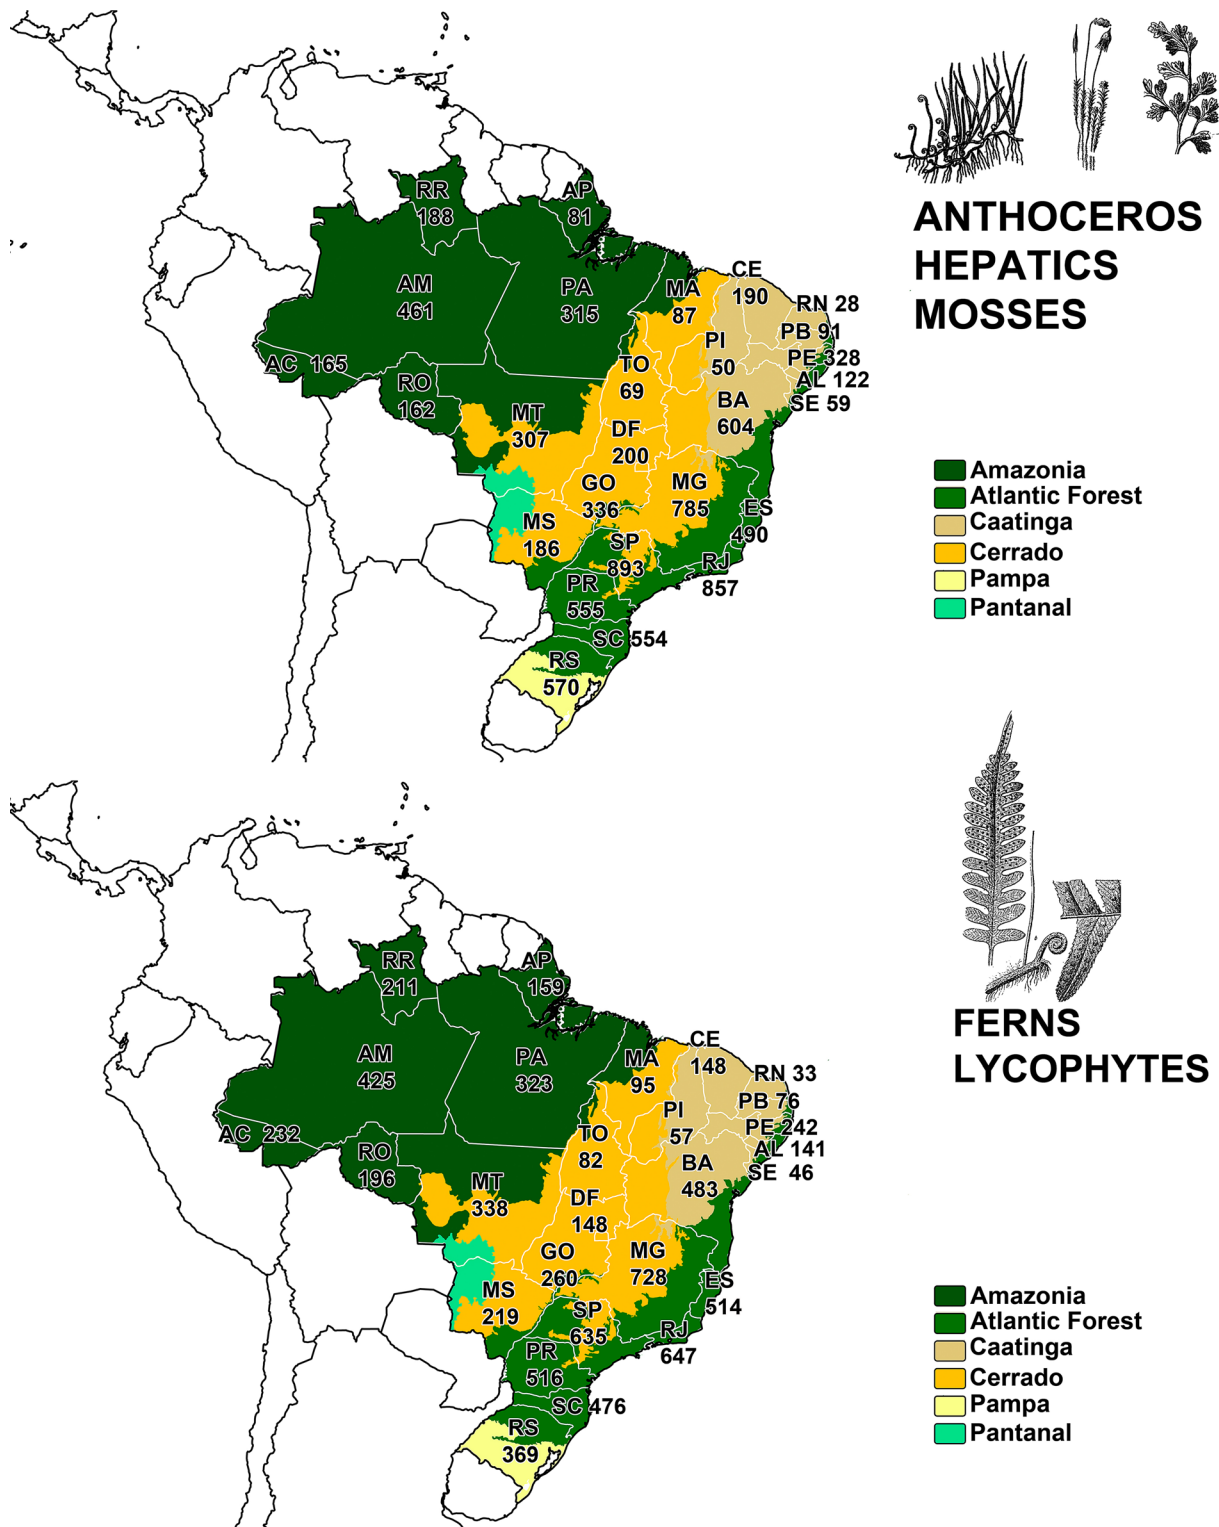 ANTHOCEROS
HEPATICS
MOSSES
RR
188
AP
81
AM
461
PA
315
MA
87
CE
190
RN 28
PB 91
PE 328
AL 122
SE 59
PI
50
AC 165
RO
162
TO
69
BA
604
MT
307
DF
200
GO
336
MG
785
ES
490
MS
186
SP
893
RJ
857
PR
555
SC 554
RS
570
Amazonia
Atlantic Forest
Caatinga
Cerrado
Pampa
Pantanal
FERNS
LYCOPHYTES
RR
211
AP
159
AM
425
PA
323
MA
95
CE
148
RN 33
PB 76
PE 242
AL 141
SE 46
PI
57
AC 232
RO
196
TO
82
BA
483
MT
338
DF
148
GO
260
MG
728
ES
514
MS
219
SP
635
RJ
647
PR
516
SC 476
RS
369
Amazonia
Atlantic Forest
Caatinga
Cerrado
Pampa
Pantanal